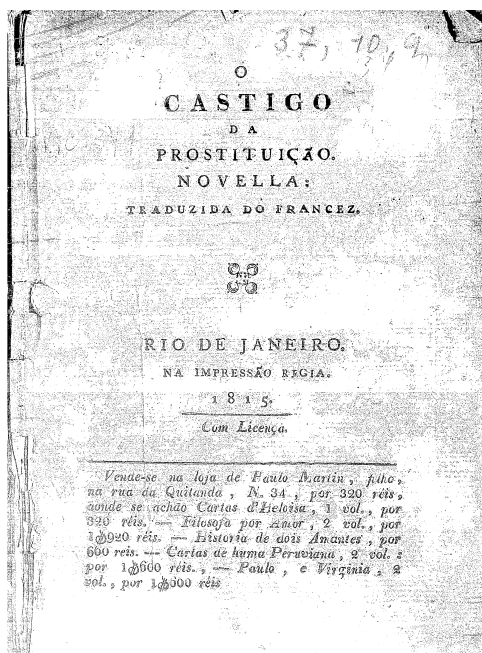 37, 10, 9
O
CASTIGO
DA
PROSTITUIÇÃO.
NOVELLA:
TRADUZIDA DO FRANCEZ.
RIO DE JANEIRO.
NA IMPRESSÃO REGIA.
1815.
Com Licença.
Vende-se na loja de Paulo Martin, filho,
na rua da Quitanda, N. 34, por 320 réis,
aonde se achão Cartas d'Heloisa, 1 vol., por
320 réis. — Filosofa por Amor, 2 vol., por
1$920 réis. — Historia de dois Amantes, por
600 reis. — Cartas de huma Peruviana, 2 vol. :
por 1$600 réis., — Paulo, e Virginia, 2
vol., por 1$600 réis